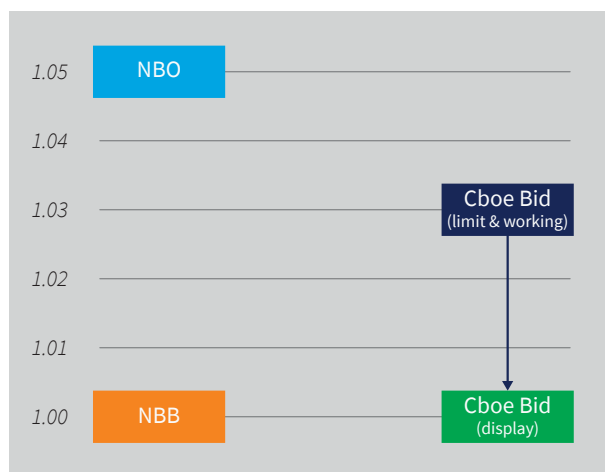 1.05
NBO
1.04
1.03
Cboe Bid
(limit & working)
1.02
1.01
1.00
NBB
Cboe Bid
(display)